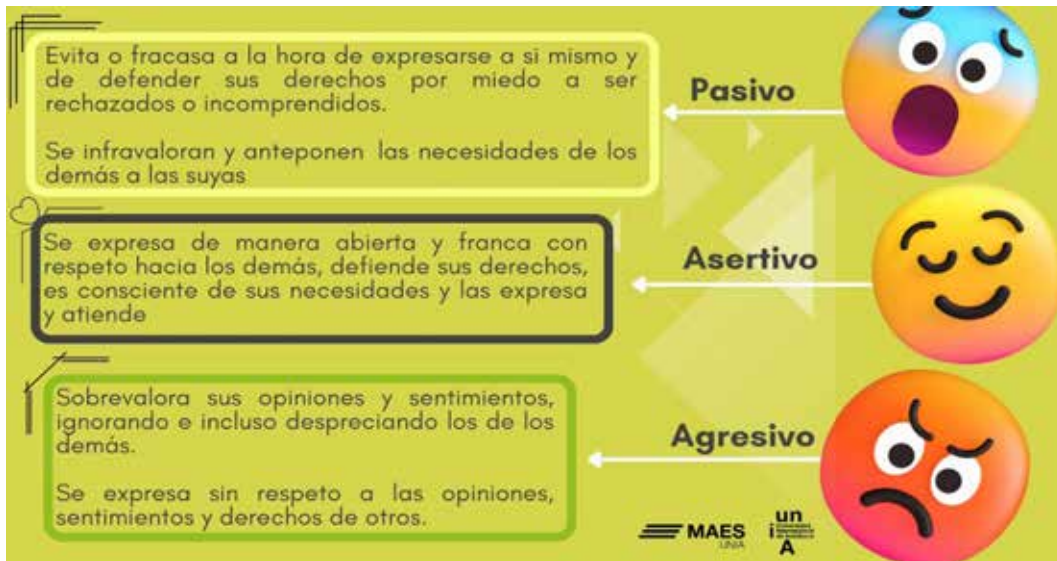 Evita o fracasa a la hora de expresarse a si mismo y
de defender sus derechos por miedo a ser
rechazados o incomprendidos.
Se infravaloran y anteponen las necesidades de los
demás a las suyas
Pasivo
Se expresa de manera abierta y franca con
respeto hacia los demás, defiende sus derechos,
es consciente de sus necesidades y las expresa
y atiende
Asertivo
Sobrevalora sus opiniones y sentimientos,
ignorando e incluso despreciando los de los
demás.
Se expresa sin respeto a las opiniones,
sentimientos y derechos de otros.
Agresivo
MAES
UNIA
un
i
A